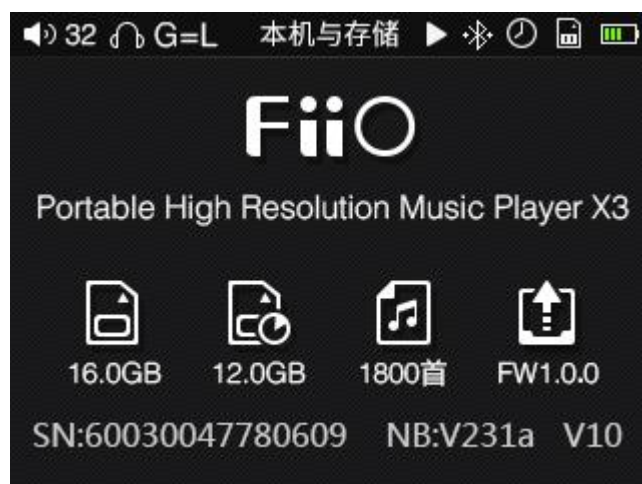 32 G=L 本机与存储
FiiO
Portable High Resolution Music Player X3
16.0GB 12.0GB 1800首 FW1.0.0
SN:60030047780609 NB:V231a V10